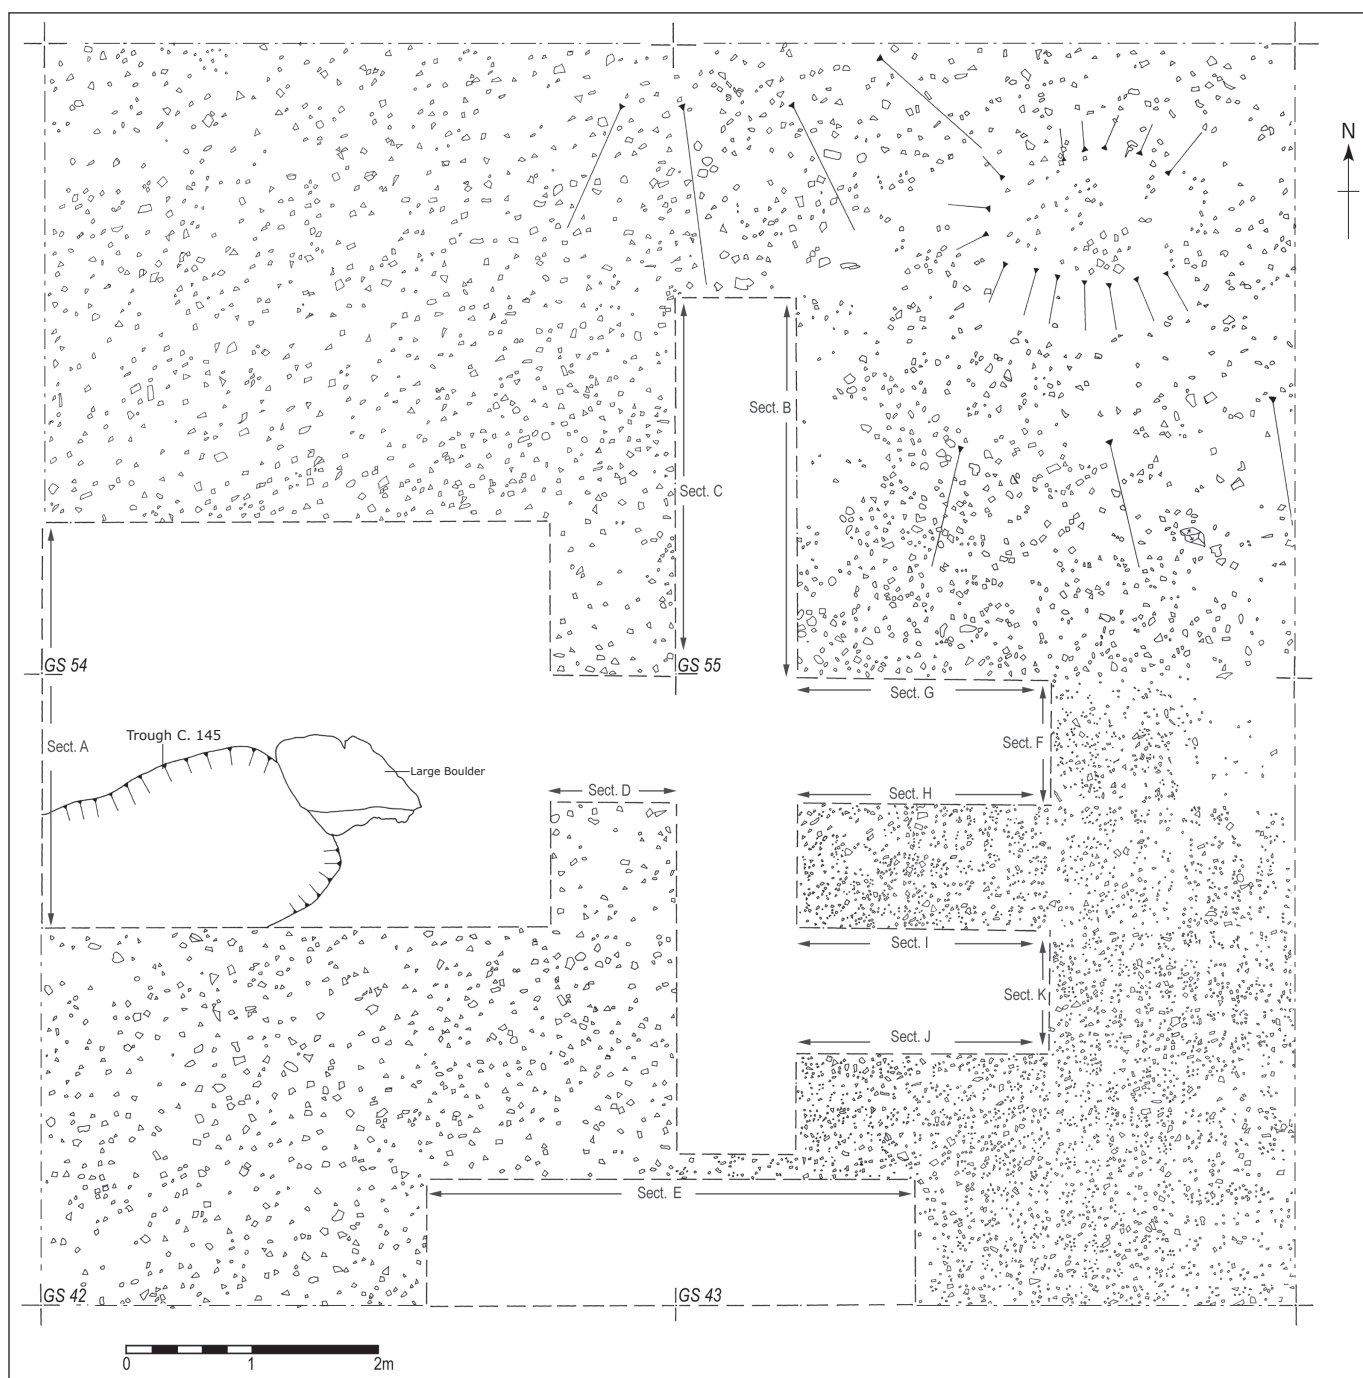 N
Sect. B
Sect. C
GS 54
GS 55
Sect. G
Trough C. 145
Sect. A
Sect. F
Large Boulder
Sect. D
Sect. H
Sect. I
Sect. K
Sect. J
Sect. E
GS 42
GS 43
0
1
2m